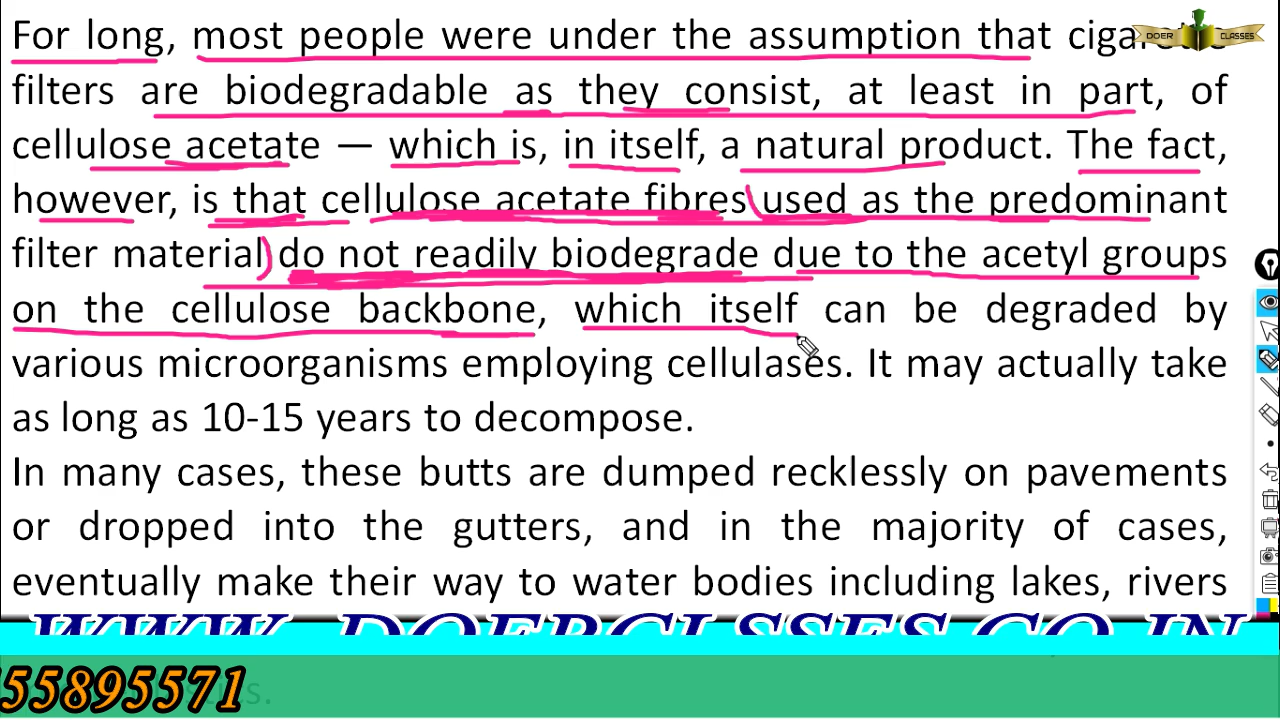 For long, most people were under the assumption that
DOER CLASSES
filters are biodegradable as they consist, at least in part, of
cellulose acetate — which is, in itself, a natural product. The fact,
however, is that cellulose acetate fibres used as the predominant
filter material do not readily biodegrade due to the acetyl groups
on the cellulose backbone, which itself can be degraded by
various microorganisms employing cellulases. It may actually take
as long as 10-15 years to decompose.
In many cases, these butts are dumped recklessly on pavements
or dropped into the gutters, and in the majority of cases,
eventually make their way to water bodies including lakes, rivers
55895571